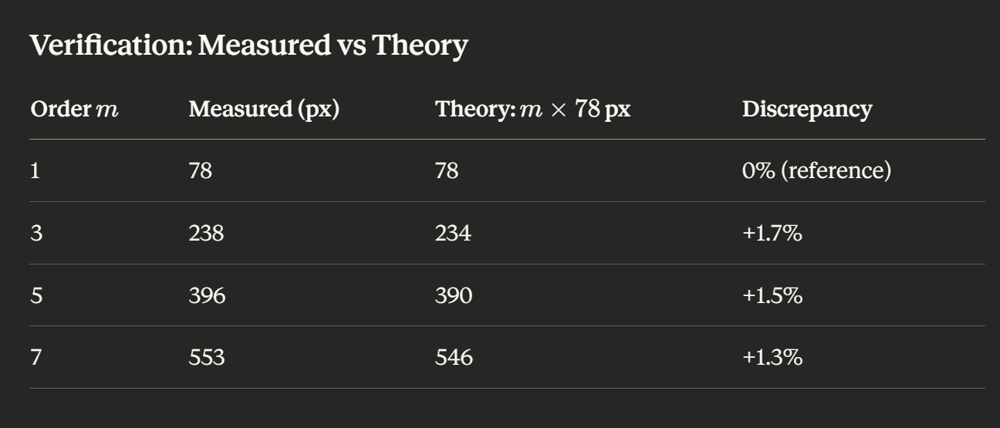 Verification: Measured vs Theory
Order m Measured (px) Theory: m × 78 px Discrepancy
1 78 78 0% (reference)
3 238 234 +1.7%
5 396 390 +1.5%
7 553 546 +1.3%